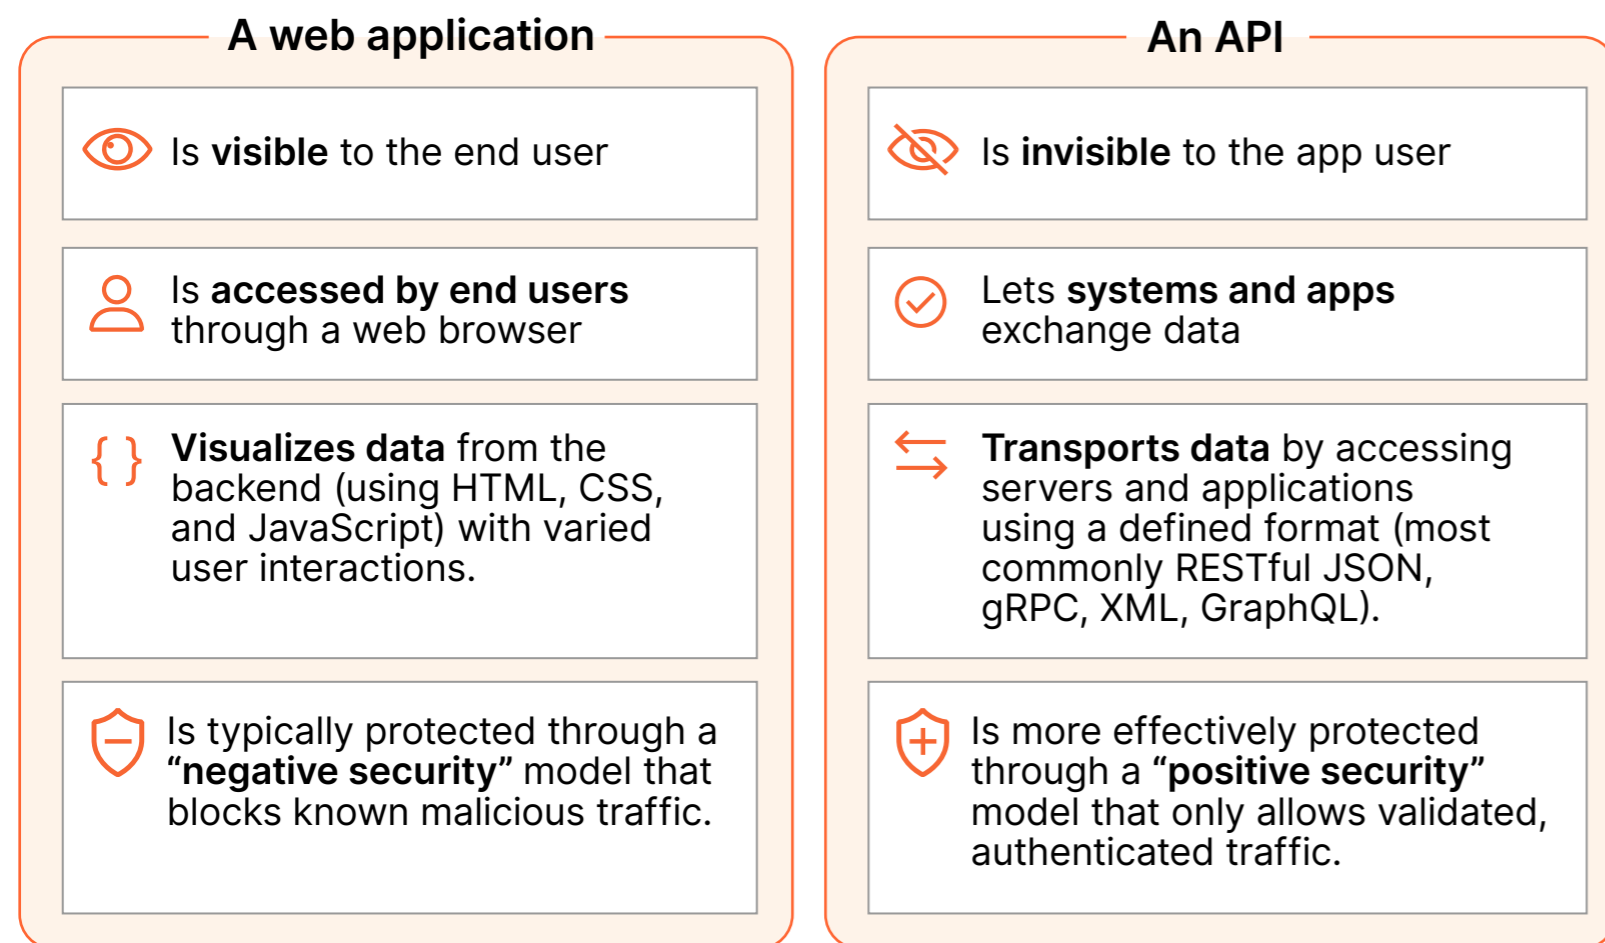 A web application
Is visible to the end user
Is accessed by end users
through a web browser
Visualizes data from the
backend (using HTML, CSS,
and JavaScript) with varied
user interactions.
Is typically protected through a
“negative security” model that
blocks known malicious traffic.
An API
Is invisible to the app user
Lets systems and apps
exchange data
Transports data by accessing
servers and applications
using a defined format (most
commonly RESTful JSON,
gRPC, XML, GraphQL).
Is more effectively protected
through a “positive security”
model that only allows validated,
authenticated traffic.